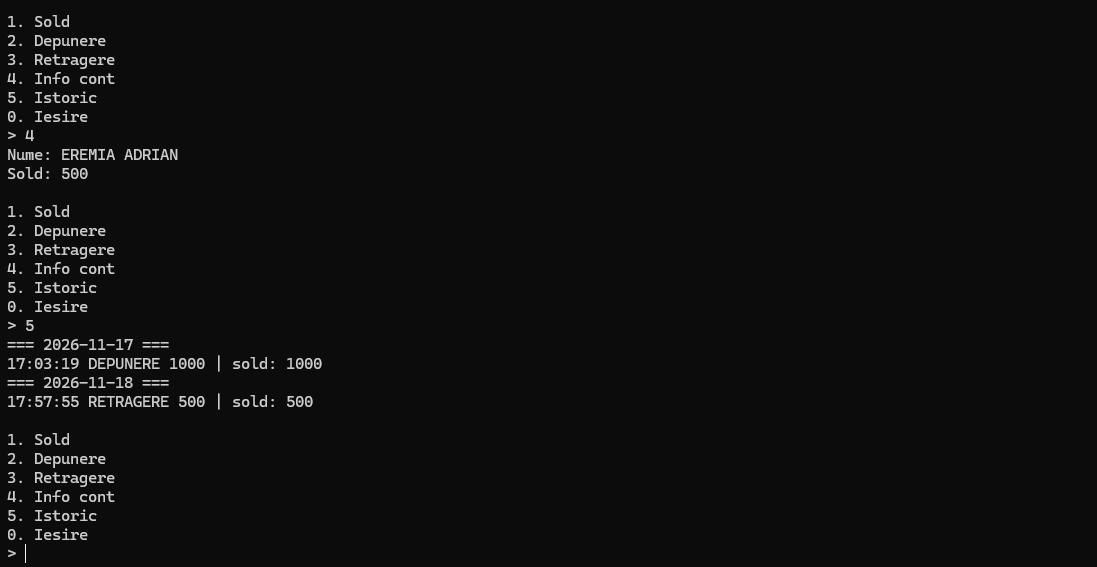 1. Sold
2. Depunere
3. Retragere
4. Info cont
5. Istoric
0. Iesire
> 4
Nume: EREMIA ADRIAN
Sold: 500
1. Sold
2. Depunere
3. Retragere
4. Info cont
5. Istoric
0. Iesire
> 5
=== 2026-11-17 ===
17:03:19 DEPUNERE 1000 | sold: 1000
=== 2026-11-18 ===
17:57:55 RETRAGERE 500 | sold: 500
1. Sold
2. Depunere
3. Retragere
4. Info cont
5. Istoric
0. Iesire
>